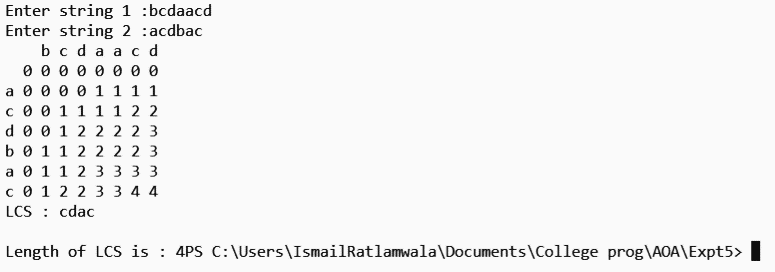 Enter string 1 :bcdaacd
Enter string 2 :acdbac
    b c d a a c d
  0 0 0 0 0 0 0 0
a 0 0 0 0 1 1 1 1
c 0 0 1 1 1 1 2 2
d 0 0 1 2 2 2 2 3
b 0 1 1 2 2 2 2 3
a 0 1 1 2 3 3 3 3
c 0 1 2 2 3 3 4 4
LCS : cdac
Length of LCS is : 4PS C:\Users\IsmailRatlamwala\Documents\College prog\AOA\Expt5>